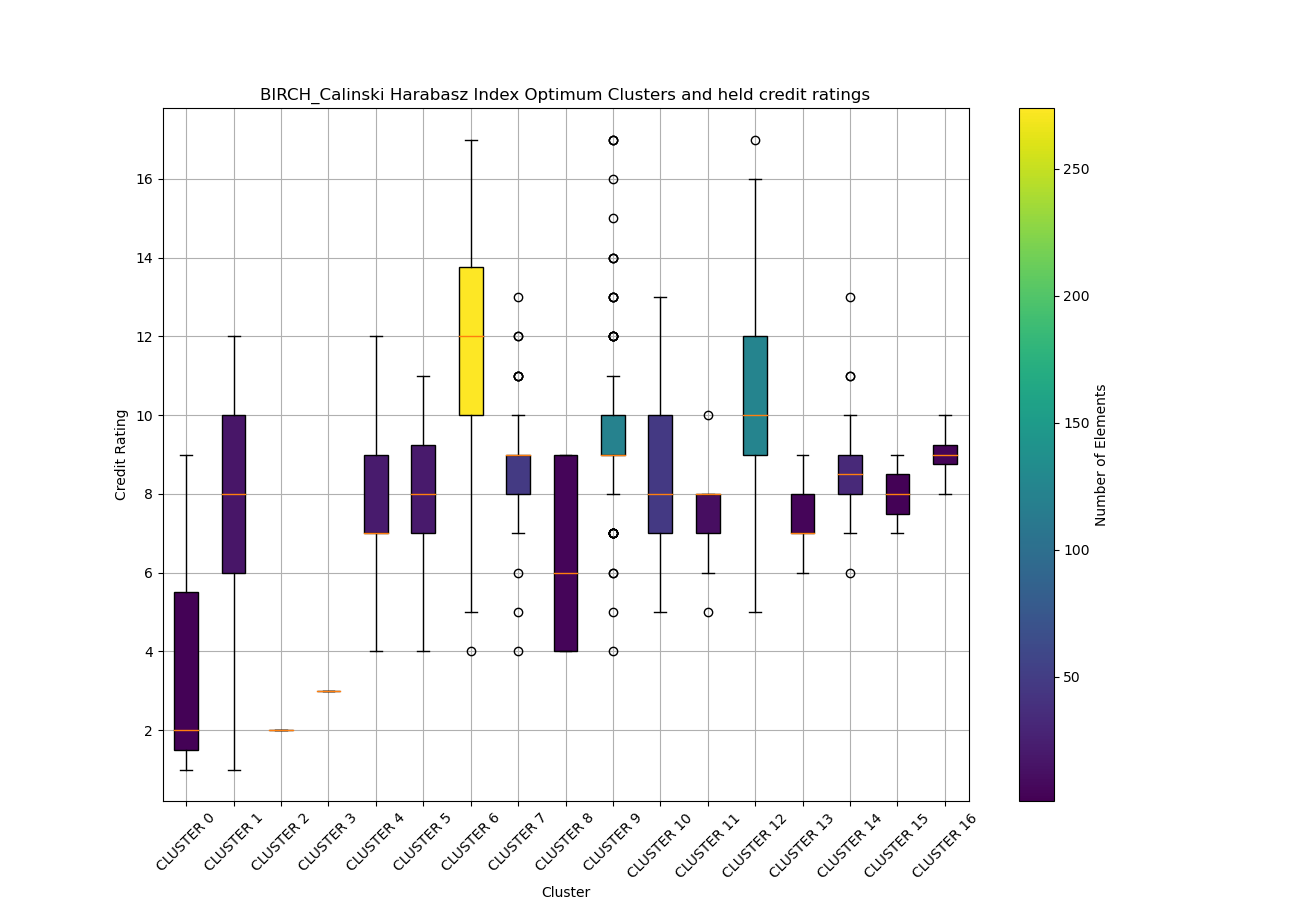 BIRCH_Calinski Harabasz Index Optimum Clusters and held credit ratings
Credit Rating
16
14
12
10
8
6
4
2
CLUSTER 0
CLUSTER 1
CLUSTER 2
CLUSTER 3
CLUSTER 4
CLUSTER 5
CLUSTER 6
CLUSTER 7
CLUSTER 8
CLUSTER 9
CLUSTER 10
CLUSTER 11
CLUSTER 12
CLUSTER 13
CLUSTER 14
CLUSTER 15
CLUSTER 16
Cluster
250
200
150
100
50
Number of Elements